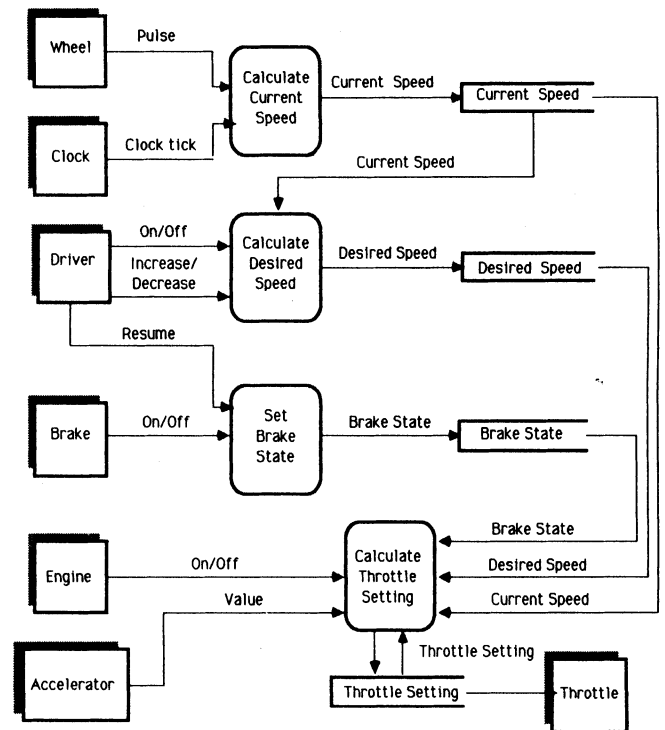 Wheel
Pulse
Calculate
Current
Speed
Current Speed
Current Speed
Clock
Clock tick
Current Speed
Driver
On/Off
Increase/
Decrease
Calculate
Desired
Speed
Desired Speed
Desired Speed
Resume
Brake
On/Off
Set
Brake
State
Brake State
Brake State
Engine
On/Off
Calculate
Throttle
Setting
Brake State
Desired Speed
Current Speed
Value
Accelerator
Throttle Setting
Throttle Setting
Throttle